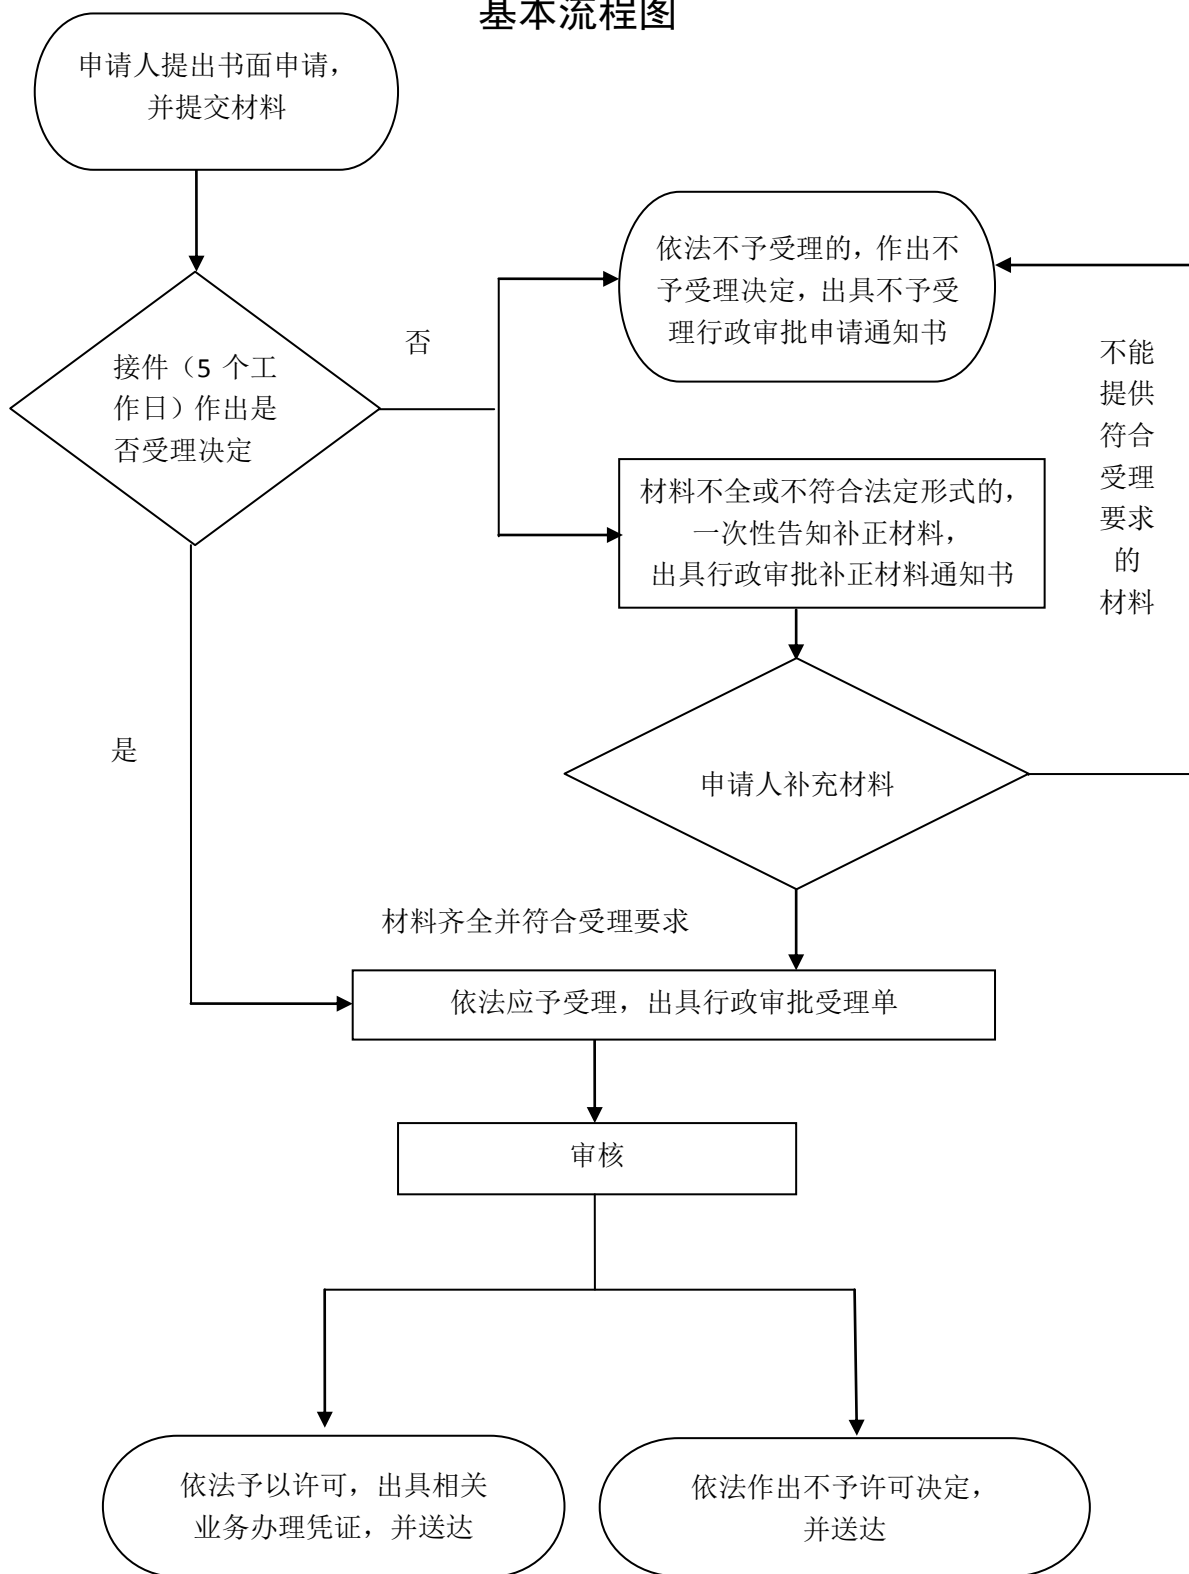 基本流程图
申请人提出书面申请，
并提交材料
依法不予受理的，作出不
予受理决定，出具不予受
理行政审批申请通知书
否
接件（5 个工
作日）作出是
否受理决定
不能
提供
符合
受理
要求
的
材料
材料不全或不符合法定形式的，
一次性告知补正材料，
出具行政审批补正材料通知书
是
申请人补充材料
材料齐全并符合受理要求
依法应予受理，出具行政审批受理单
审核
依法予以许可，出具相关
业务办理凭证，并送达
依法作出不予许可决定，
并送达